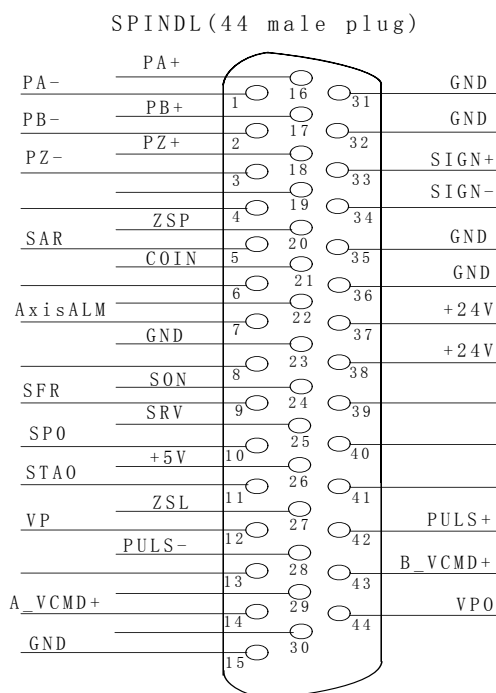 SPINDL(44 male plug)
PA+
PA-
GND
1
16
31
PB+
PB-
GND
2
17
32
PZ+
PZ-
SIGN+
3
18
33
SIGN-
4
19
34
ZSP
SAR
GND
5
20
35
COIN
GND
6
21
36
AxisALM
+24V
7
22
37
GND
+24V
8
23
38
SON
SFR
9
24
39
SRV
SPO
10
25
40
+5V
STAO
11
26
41
ZSL
VP
PULS+
12
27
42
PULS-
B_VCMD+
13
28
43
A_VCMD+
VPO
14
29
44
GND
15
30